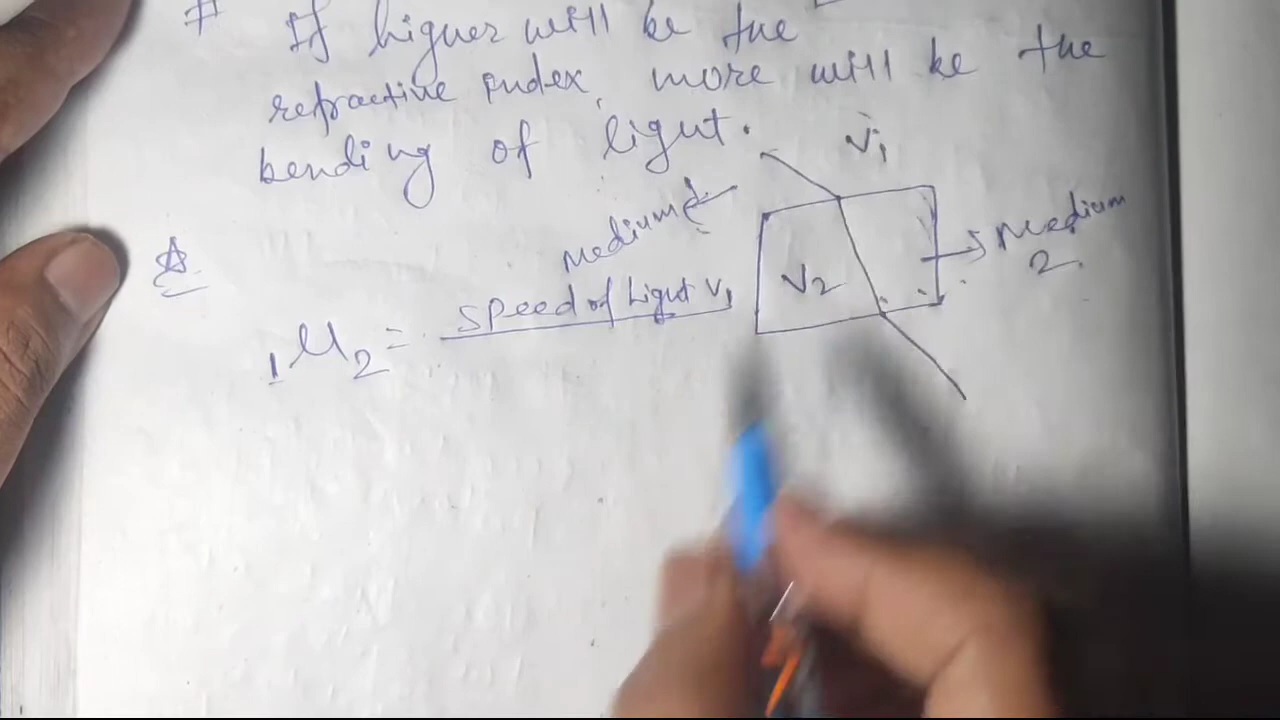 # If higher will be the
refractive index, more will be the
bending of light.
V1
Medium
Medium
2
V2
Speed of Light V1
1μ2 =